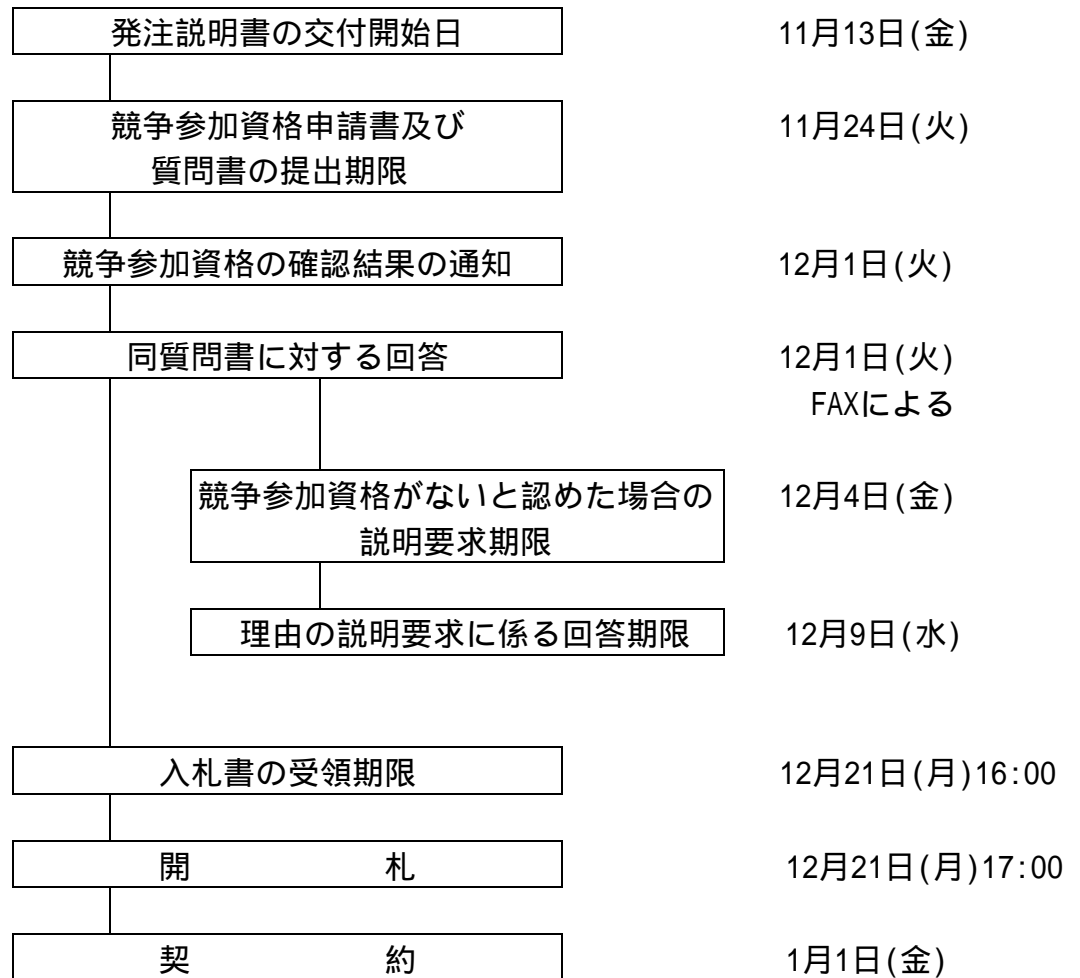 発注説明書の交付開始日 11月13日(金)
競争参加資格申請書及び 11月24日(火)
質問書の提出期限
競争参加資格の確認結果の通知 12月1日(火)
同質問書に対する回答 12月1日(火)
FAXによる
競争参加資格がないと認めた場合の 12月4日(金)
説明要求期限
理由の説明要求に係る回答期限 12月9日(水)
入札書の受領期限 12月21日(月)16:00
開 札 12月21日(月)17:00
契 約 1月1日(金)